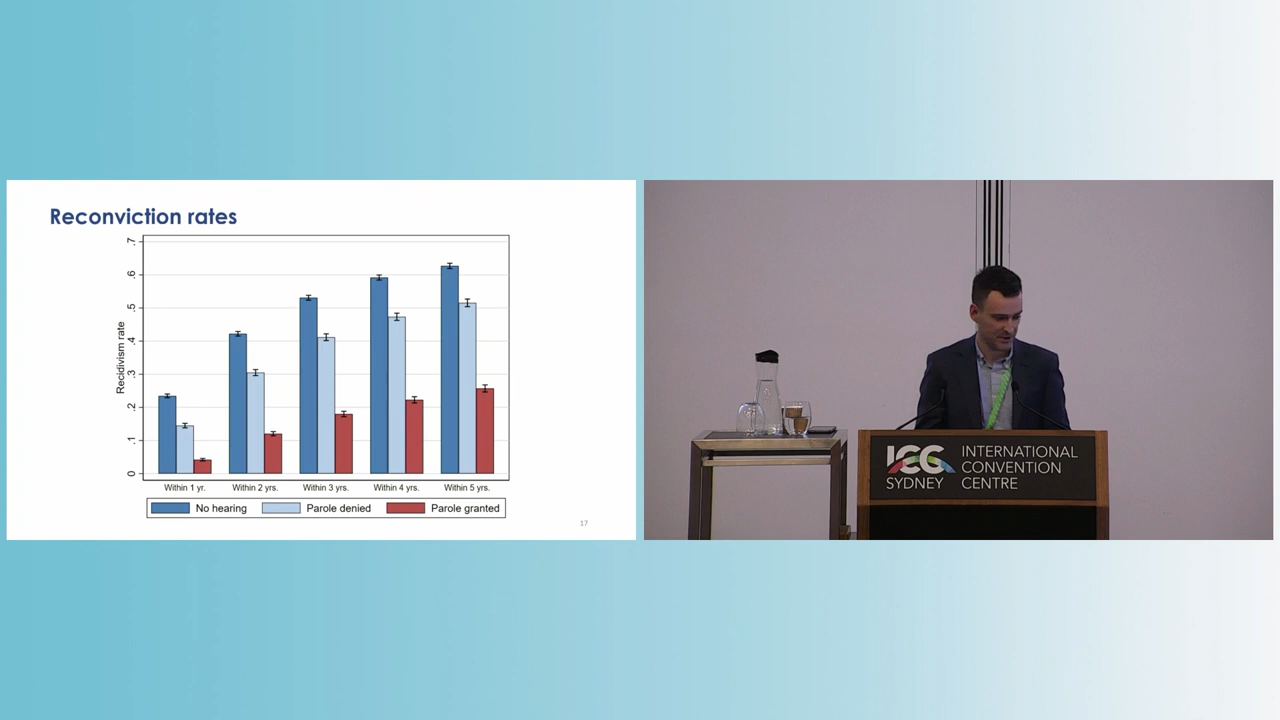 Reconviction rates
Recidivism rate
.7
.6
.5
.4
.3
.2
.1
0
Within 1 yr.
Within 2 yrs.
Within 3 yrs.
Within 4 yrs.
Within 5 yrs.
No hearing
Parole denied
Parole granted
17
ICC
SYDNEY
INTERNATIONAL
CONVENTION
CENTRE